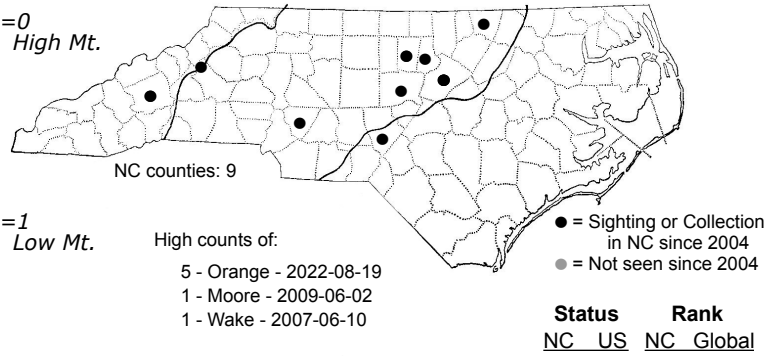 =0
High Mt.
NC counties: 9
=1
Low Mt.
High counts of:
5 - Orange - 2022-08-19
1 - Moore - 2009-06-02
1 - Wake - 2007-06-10
● = Sighting or Collection
in NC since 2004
● = Not seen since 2004
Status Rank
NC US NC Global